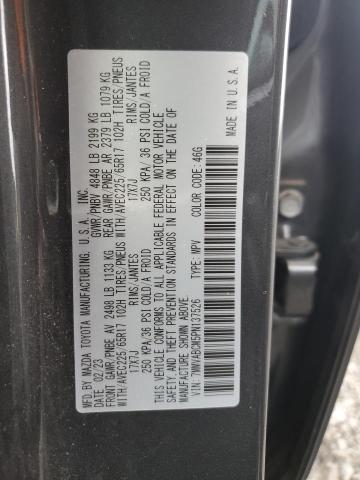 MFD BY MAZDA TOYOTA MANUFACTURING, U.S.A., INC.
02/23 GVWR/PNBV 4848 LB 2199 KG
FRONT GAWR/PNBE AV 2498 LB 1133 KG REAR GAWR/PNBE AR 2379 LB 1079 KG
WITH/AVEC225/65R17 102H TIRES/PNEUS WITH/AVEC225/65R17 102H TIRES/PNEUS
17X7J RIMS/JANTES 17X7J RIMS/JANTES
250 KPA/36 PSI COLD/A FROID 250 KPA/ 36 PSI COLD/A FROID
THIS VEHICLE CONFORMS TO ALL APPLICABLE FEDERAL MOTOR VEHICLE
SAFETY AND THEFT PREVENTION STANDARDS IN EFFECT ON THE DATE OF
MANUFACTURE SHOWN ABOVE.
VIN: 7MMVABCM5PN137526 TYPE: MPV
COLOR CODE: 46G MADE IN U.S.A.